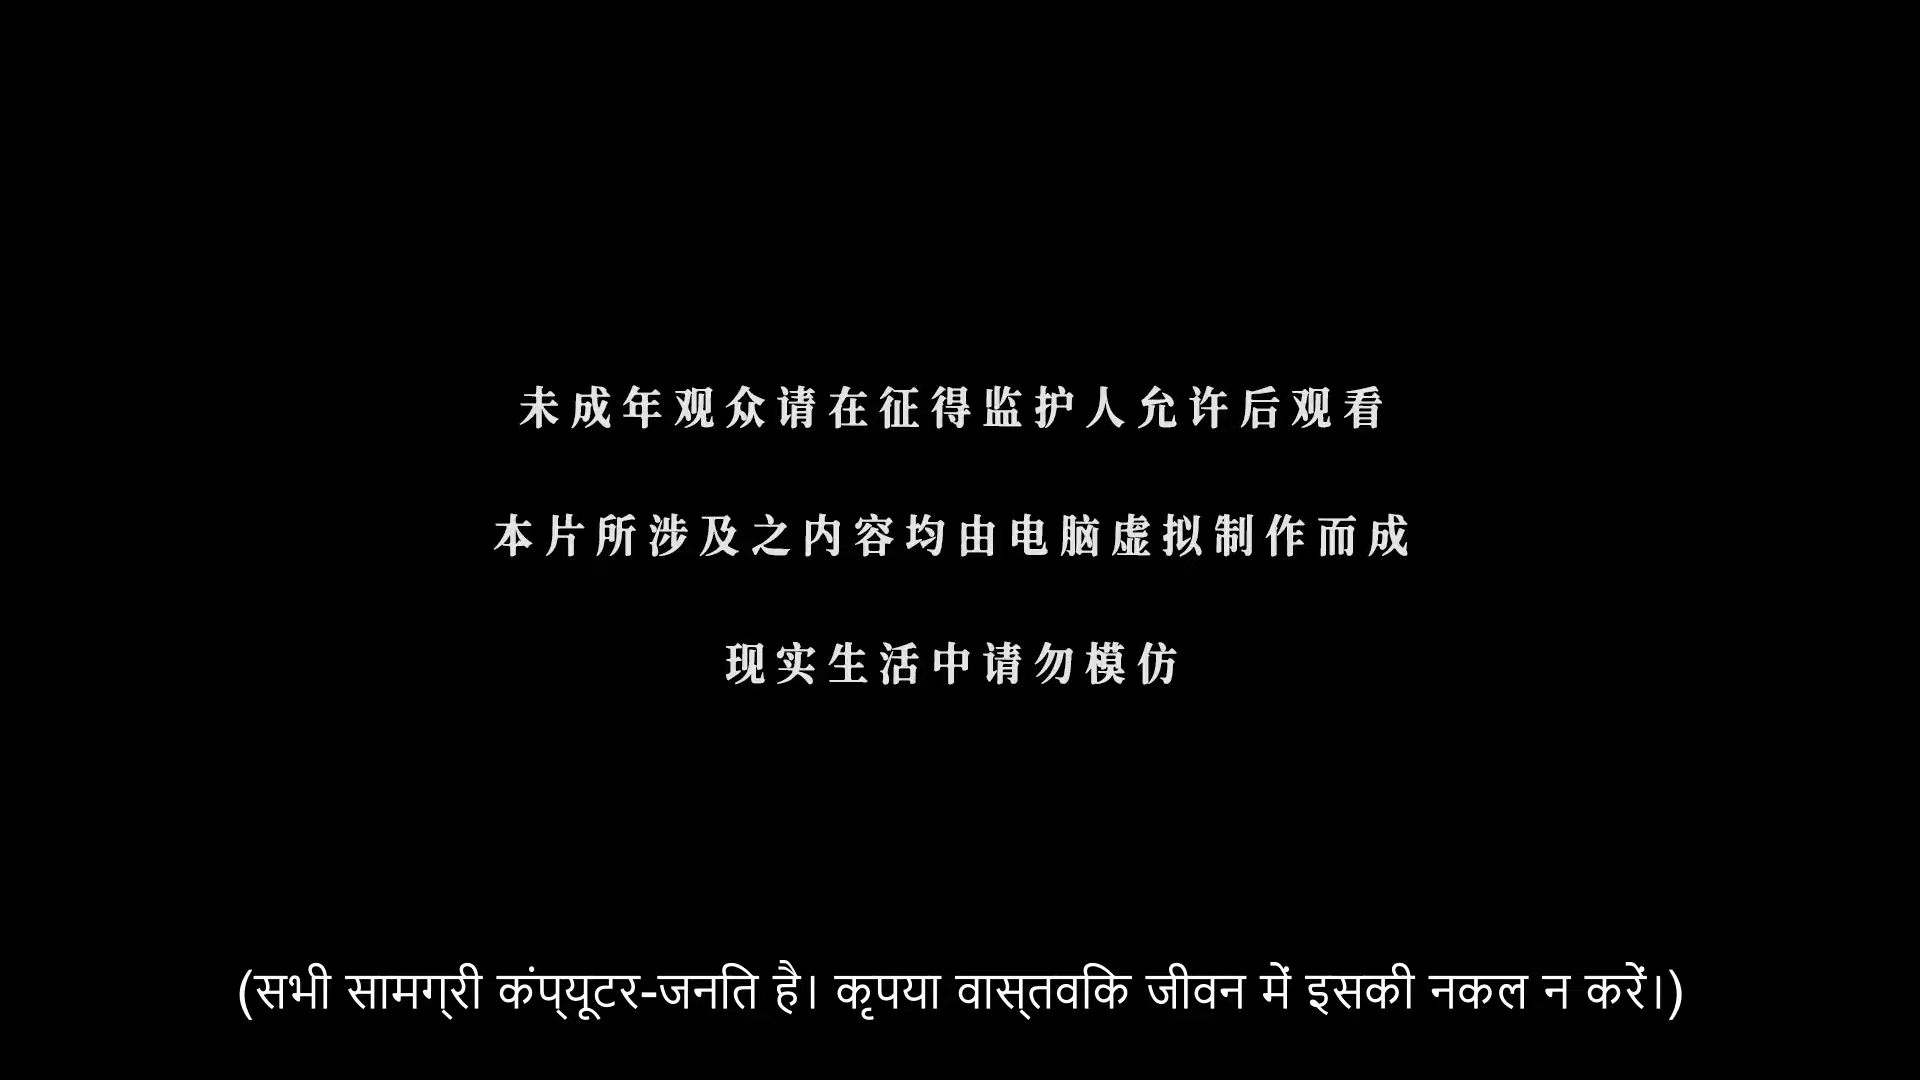 未成年观众请在征得监护人允许后观看
本片所涉及之内容均由电脑虚拟制作而成
现实生活中请勿模仿
(सभी सामग्री कंप्यूटर-जनित है। कृपया वास्तविक जीवन में इसकी नकल न करें।)